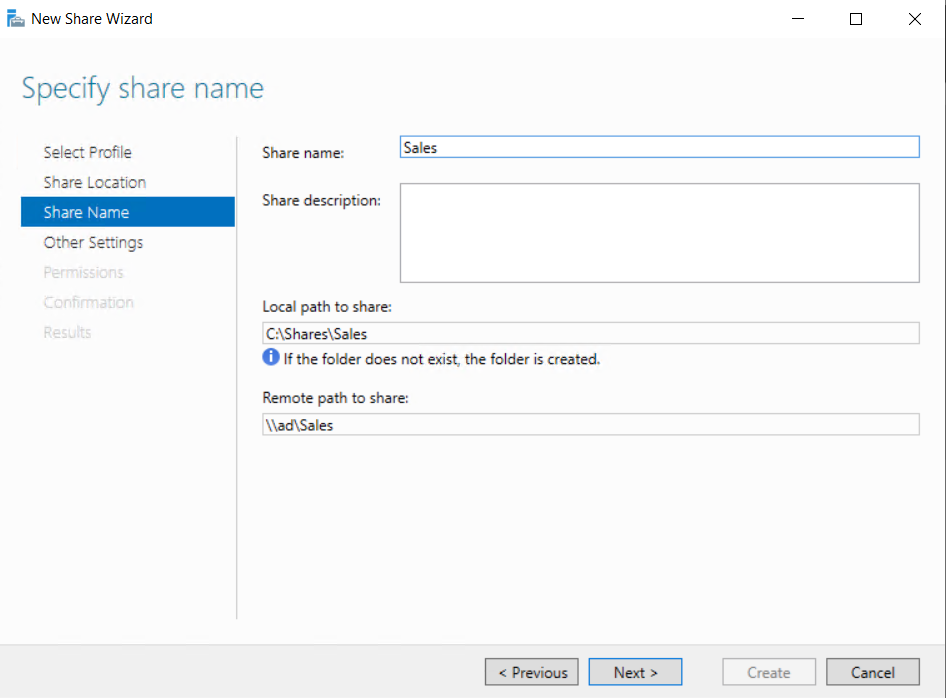 New Share Wizard
Specify share name
Select Profile
Share Location
Share Name
Other Settings
Permissions
Confirmation
Results
Share name:
Sales
Share description:
Local path to share:
C:\Shares\Sales
If the folder does not exist, the folder is created.
Remote path to share:
\\ad\Sales
< Previous
Next >
Create
Cancel